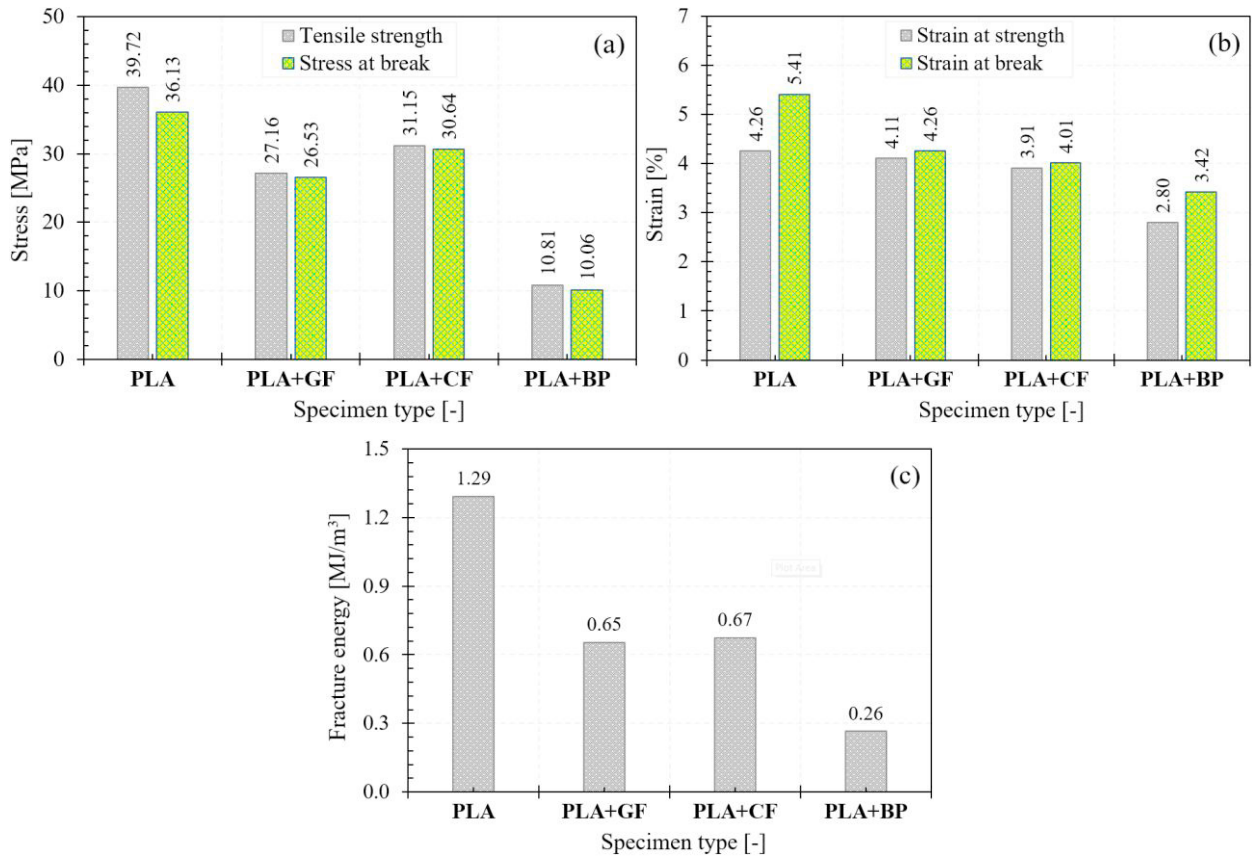 50
40
30
20
10
0
Stress [MPa]
Tensile strength
Stress at break
(a)
39.72
36.13
27.16
26.53
31.15
30.64
10.81
10.06
PLA
PLA+GF
PLA+CF
PLA+BP
Specimen type [-]
7
6
5
4
3
2
1
0
Strain [%]
Strain at strength
Strain at break
(b)
4.26
5.41
4.11
4.26
3.91
4.01
2.80
3.42
PLA
PLA+GF
PLA+CF
PLA+BP
Specimen type [-]
1.5
1.2
0.9
0.6
0.3
0.0
Fracture energy [MJ/m³]
(c)
1.29
0.65
0.67
0.26
Plot Area
PLA
PLA+GF
PLA+CF
PLA+BP
Specimen type [-]